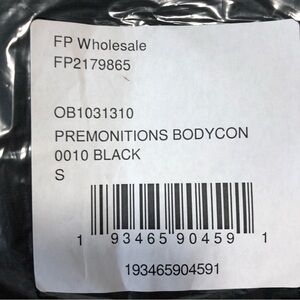 FP Wholesale
FP2179865
OB1031310
PREMONITIONS BODYCON
0010 BLACK
S
1 93465 90459 1
193465904591